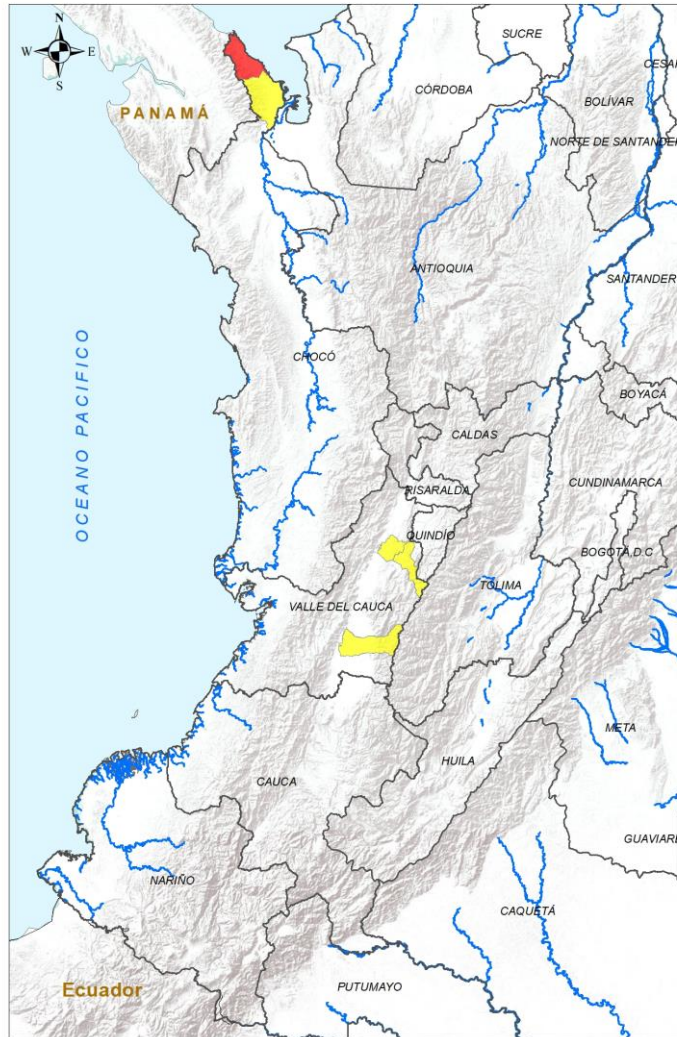 N
W E
S
SUCRE
CESAR
CÓRDOBA
BOLÍVAR
PANAMÁ
NORTE DE SANTANDER
ANTIOQUIA
SANTANDER
CHOCÓ
OCEANO PACIFICO
BOYACÁ
CALDAS
CUNDINAMARCA
RISARALDA
QUINDÍO
BOGOTÁ, D.C
TOLIMA
VALLE DEL CAUCA
META
HUILA
CAUCA
GUAVIARE
NARIÑO
CAQUETÁ
Ecuador
PUTUMAYO